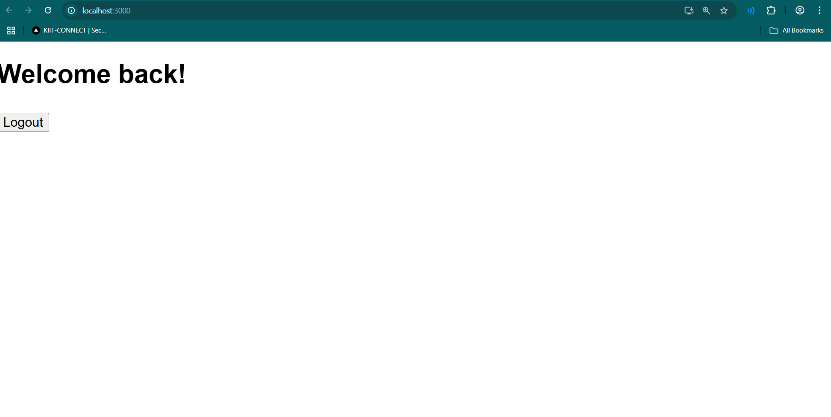 localhost:3000
KIIT-CONNECT | Sec...
All Bookmarks
Welcome back!
Logout